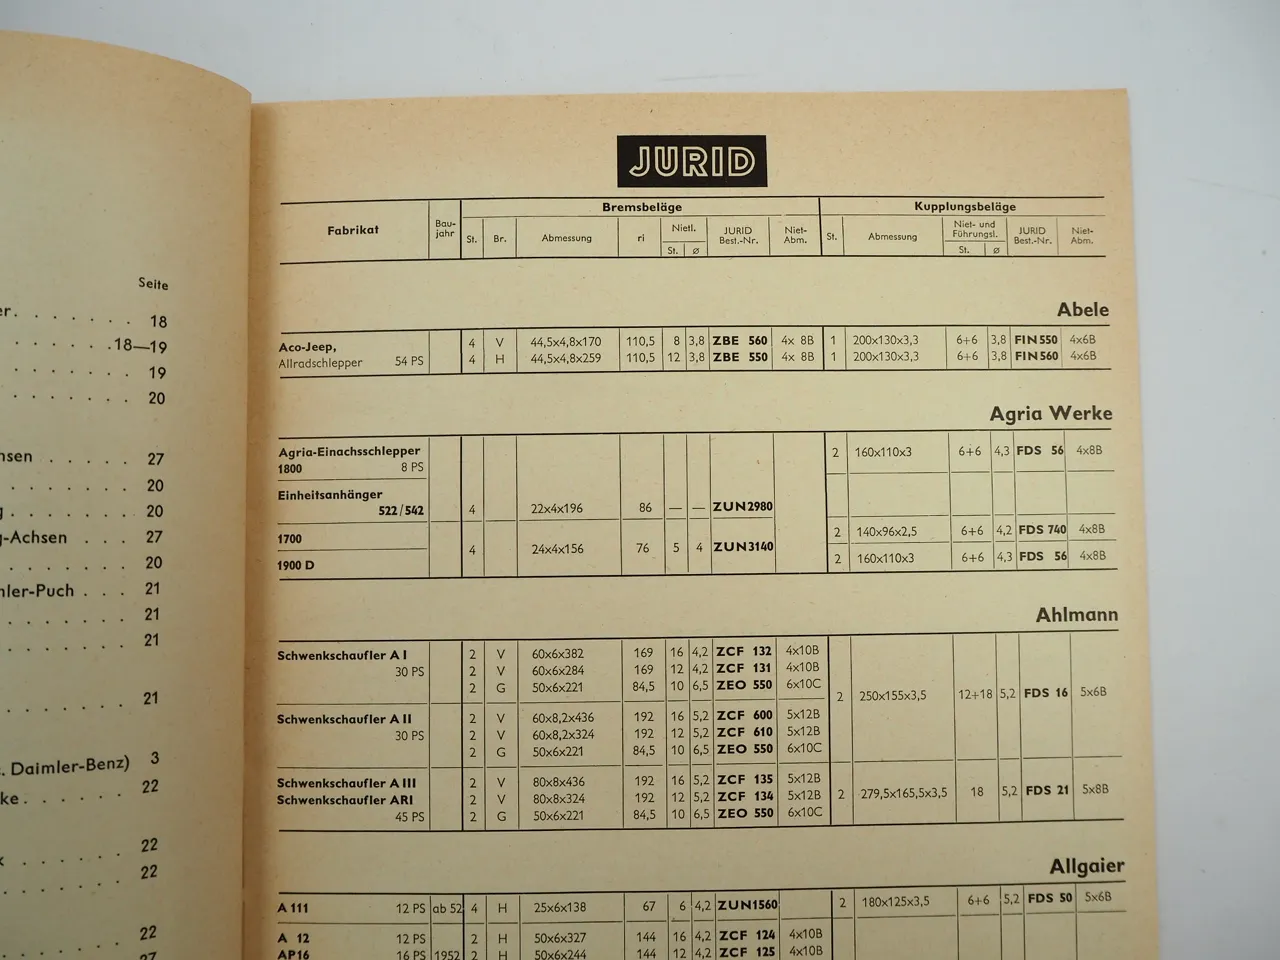 Seite
er. . . . . . . 18
. . . . . . 18—19
. . . . . . 19
. . . . . . 20
nsen . . . . . 27
. . . . . . 20
g . . . . . . . 20
g-Achsen . . . 27
. . . . . . 20
mler-Puch . . . 21
. . . . . . 21
. . . . . . 21
. . . . . . 21
. Daimler-Benz) 3
ke . . . . . . 22
. . . . . . 22
. . . . . . 22
. . . . . . 22
27
JURID
Fabrikat Bau-jahr Bremsbeläge Kupplungsbeläge
St. Br. Abmessung ri Nietl. JURID Best.-Nr. Niet-Abm. St. Abmessung Niet- und Führungsl. JURID Best.-Nr. Niet-Abm.
St. ø St. ø
Abele
Aco-Jeep, 4 V 44,5x4,8x170 110,5 8 3,8 ZBE 560 4x 8B 1 200x130x3,3 6+6 3,8 FIN 550 4x6B
Allradschlepper 54 PS 4 H 44,5x4,8x259 110,5 12 3,8 ZBE 550 4x 8B 1 200x130x3,3 6+6 3,8 FIN 560 4x6B
Agria Werke
Agria-Einachsschlepper
1800 8 PS 2 160x110x3 6+6 4,3 FDS 56 4x8B
Einheitsanhänger
522/542 4 22x4x196 86 — — ZUN 2980
1700 2 140x96x2,5 6+6 4,2 FDS 740 4x8B
4 24x4x156 76 5 4 ZUN 3140
1900 D 2 160x110x3 6+6 4,3 FDS 56 4x8B
Ahlmann
Schwenkschaufler A I 2 V 60x6x382 169 16 4,2 ZCF 132 4x10B
30 PS 2 V 60x6x284 169 12 4,2 ZCF 131 4x10B
2 G 50x6x221 84,5 10 6,5 ZEO 550 6x10C
2 250x155x3,5 12+18 5,2 FDS 16 5x6B
Schwenkschaufler A II 2 V 60x8,2x436 192 16 5,2 ZCF 600 5x12B
30 PS 2 V 60x8,2x324 192 12 5,2 ZCF 610 5x12B
2 G 50x6x221 84,5 10 6,5 ZEO 550 6x10C
Schwenkschaufler A III 2 V 80x8x436 192 16 5,2 ZCF 135 5x12B
Schwenkschaufler ARI 2 V 80x8x324 192 12 5,2 ZCF 134 5x12B 2 279,5x165,5x3,5 18 5,2 FDS 21 5x8B
45 PS 2 G 50x6x221 84,5 10 6,5 ZEO 550 6x10C
Allgaier
A 111 12 PS ab 52 4 H 25x6x138 67 6 4,2 ZUN 1560 2 180x125x3,5 6+6 5,2 FDS 50 5x6B
A 12 12 PS 2 H 50x6x327 144 16 4,2 ZCF 124 4x10B
AP16 16 PS 1952 2 H 50x6x244 144 12 4,2 ZCF 125 4x10B